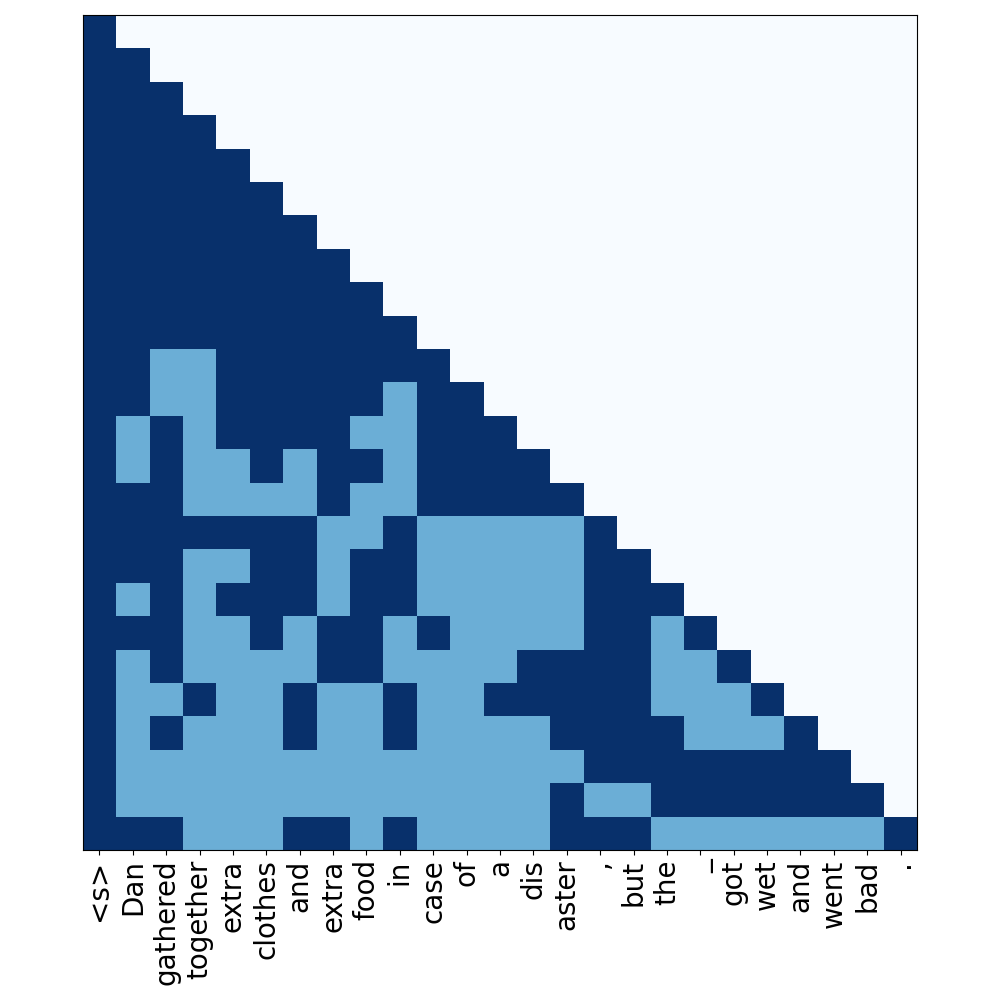 <s> Dan gathered together extra clothes and extra food in case of a dis aster , but the _ got wet and went bad .